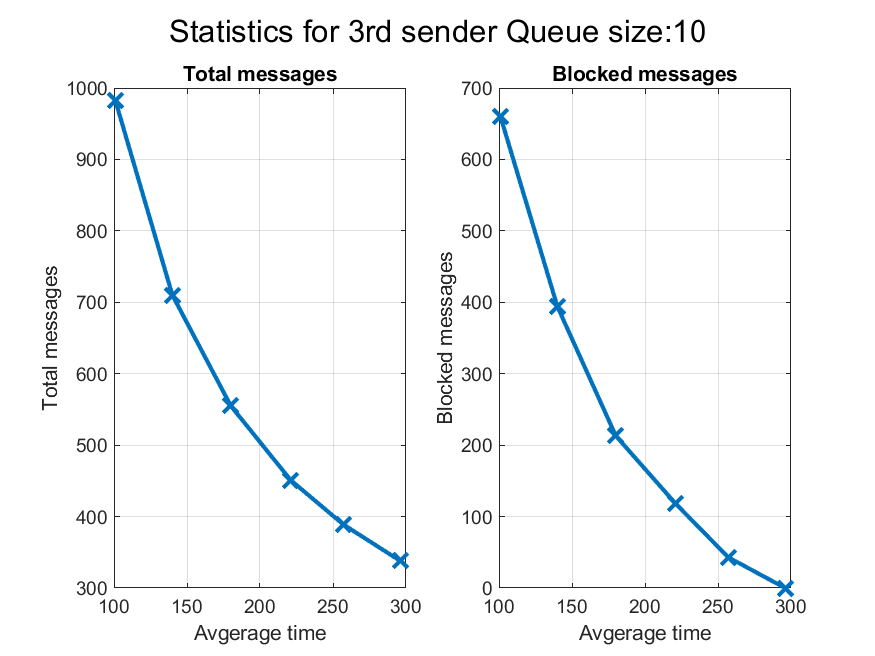 Statistics for 3rd sender Queue size:10
Total messages
1000
900
800
700
600
500
400
300
Total messages
100 150 200 250 300
Avgerage time
Blocked messages
700
600
500
400
300
200
100
0
Blocked messages
100 150 200 250 300
Avgerage time